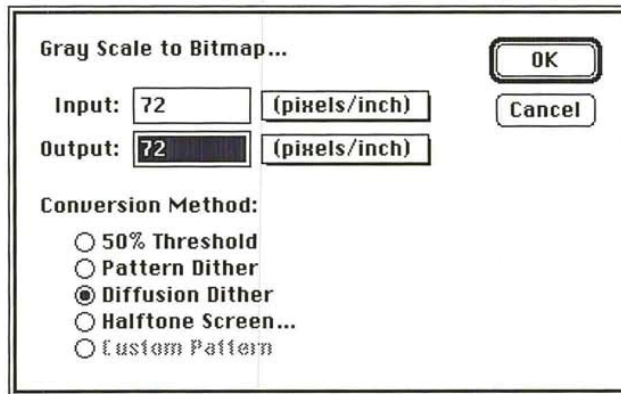 Gray Scale to Bitmap...
OK
Input: 72 (pixels/inch)
Cancel
Output: 72 (pixels/inch)
Conversion Method:
50% Threshold
Pattern Dither
Diffusion Dither
Halftone Screen...
Custom Pattern